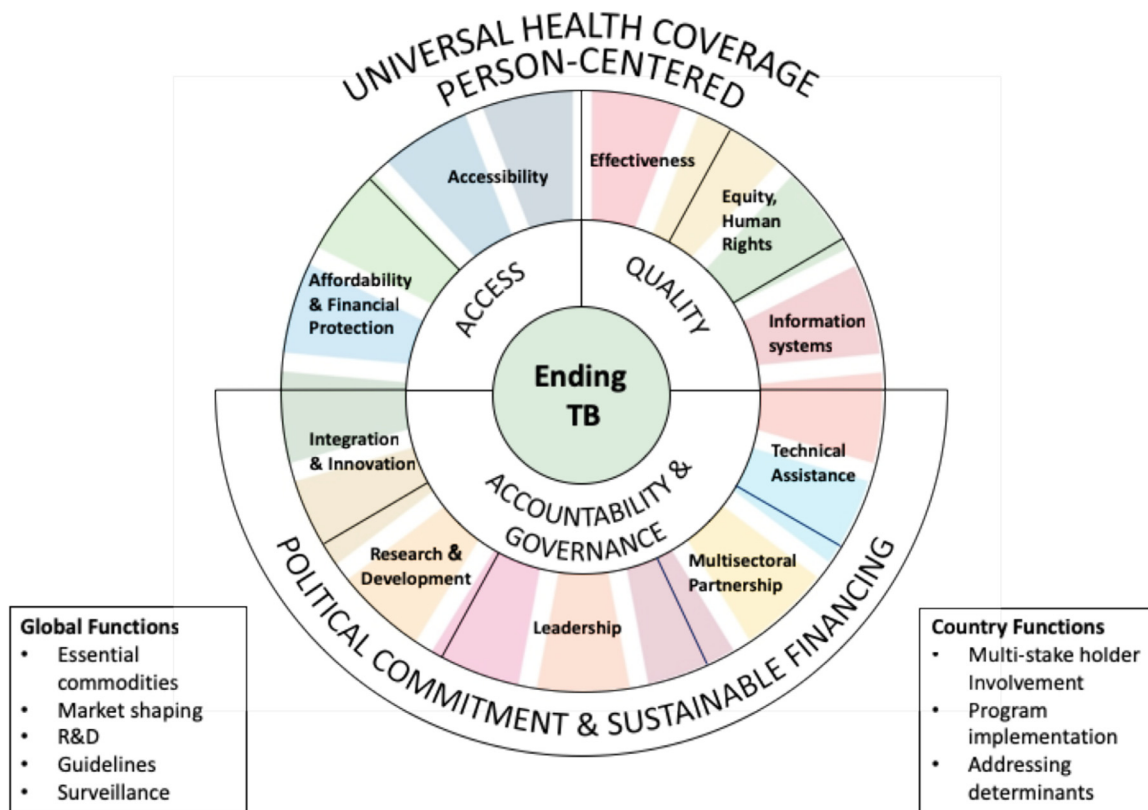 UNIVERSAL HEALTH COVERAGE
PERSON-CENTERED
Accessibility
Effectiveness
Equity,
Human
Rights
Affordability
& Financial
Protection
ACCESS
QUALITY
Information
systems
Ending
TB
Integration
& Innovation
Technical
Assistance
ACCOUNTABILITY &
GOVERNANCE
Research &
Development
Leadership
Multisectoral
Partnership
POLITICAL COMMITMENT & SUSTAINABLE FINANCING
Global Functions
• Essential
commodities
• Market shaping
• R&D
• Guidelines
• Surveillance
Country Functions
• Multi-stake holder
Involvement
• Program
implementation
• Addressing
determinants